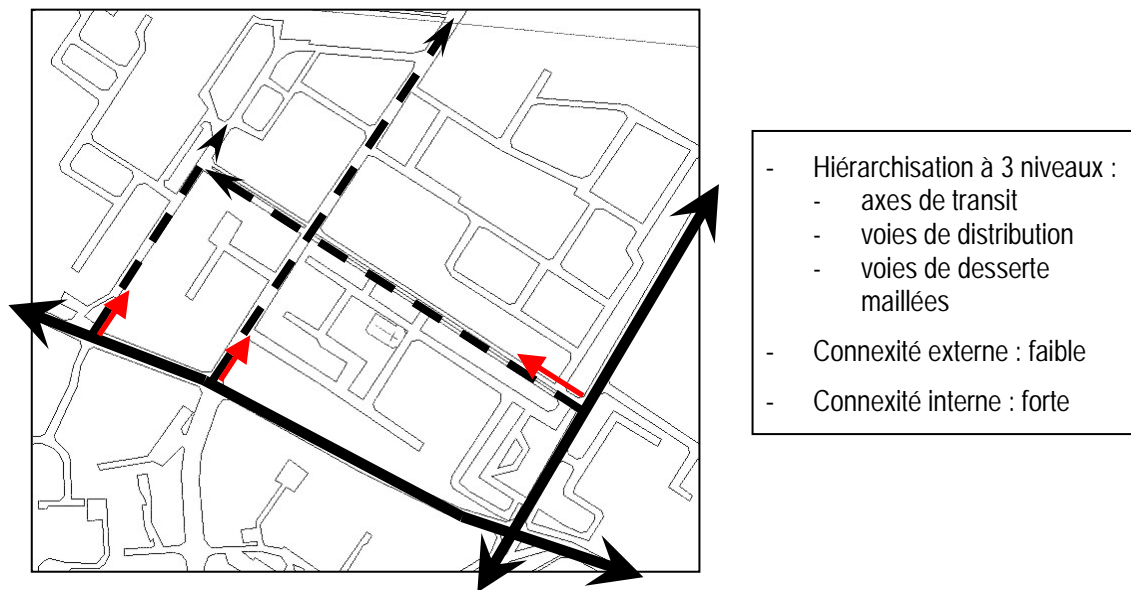 - Hiérarchisation à 3 niveaux :
- axes de transit
- voies de distribution
- voies de desserte
maillées
- Connexité externe : faible
- Connexité interne : forte